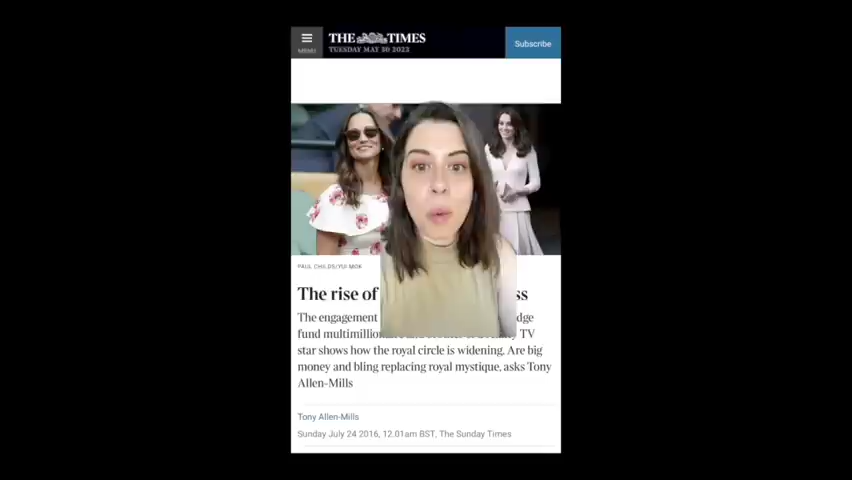 THE TIMES
Subscribe
MENU
TUESDAY MAY 30 2023
PAUL CHILDS/YUI MOK
The rise of ss
The engagement dge
fund multimillio TV
star shows how the royal circle is widening. Are big
money and bling replacing royal mystique, asks Tony
Allen-Mills
Tony Allen-Mills
Sunday July 24 2016, 12.01am BST, The Sunday Times